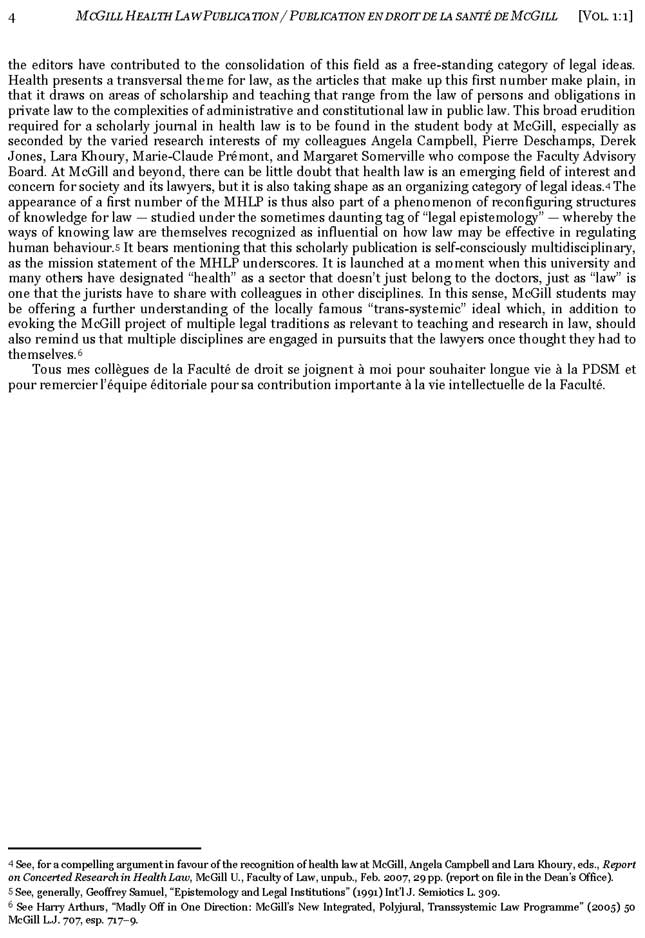 4 MCGILL HEALTH LAW PUBLICATION / PUBLICATION EN DROIT DE LA SANTÉ DE MCGILL [VOL. 1:1]
the editors have contributed to the consolidation of this field as a free-standing category of legal ideas.
Health presents a transversal theme for law, as the articles that make up this first number make plain, in
that it draws on areas of scholarship and teaching that range from the law of persons and obligations in
private law to the complexities of administrative and constitutional law in public law. This broad erudition
required for a scholarly journal in health law is to be found in the student body at McGill, especially as
seconded by the varied research interests of my colleagues Angela Campbell, Pierre Deschamps, Derek
Jones, Lara Khoury, Marie-Claude Prémont, and Margaret Somerville who compose the Faculty Advisory
Board. At McGill and beyond, there can be little doubt that health law is an emerging field of interest and
concern for society and its lawyers, but it is also taking shape as an organizing category of legal ideas.4 The
appearance of a first number of the MHLP is thus also part of a phenomenon of reconfiguring structures
of knowledge for law — studied under the sometimes daunting tag of “legal epistemology” — whereby the
ways of knowing law are themselves recognized as influential on how law may be effective in regulating
human behaviour.5 It bears mentioning that this scholarly publication is self-consciously multidisciplinary,
as the mission statement of the MHLP underscores. It is launched at a moment when this university and
many others have designated “health” as a sector that doesn’t just belong to the doctors, just as “law” is
one that the jurists have to share with colleagues in other disciplines. In this sense, McGill students may
be offering a further understanding of the locally famous “trans-systemic” ideal which, in addition to
evoking the McGill project of multiple legal traditions as relevant to teaching and research in law, should
also remind us that multiple disciplines are engaged in pursuits that the lawyers once thought they had to
themselves.6
Tous mes collègues de la Faculté de droit se joignent à moi pour souhaiter longue vie à la PDSM et
pour remercier l’équipe éditoriale pour sa contribution importante à la vie intellectuelle de la Faculté.
4 See, for a compelling argument in favour of the recognition of health law at McGill, Angela Campbell and Lara Khoury, eds., Report
on Concerted Research in Health Law, McGill U., Faculty of Law, unpub., Feb. 2007, 29 pp. (report on file in the Dean’s Office).
5 See, generally, Geoffrey Samuel, “Epistemology and Legal Institutions” (1991) Int’l J. Semiotics L. 309.
6 See Harry Arthurs, “Madly Off in One Direction: McGill’s New Integrated, Polyjural, Transsystemic Law Programme” (2005) 50
McGill L.J. 707, esp. 717–9.